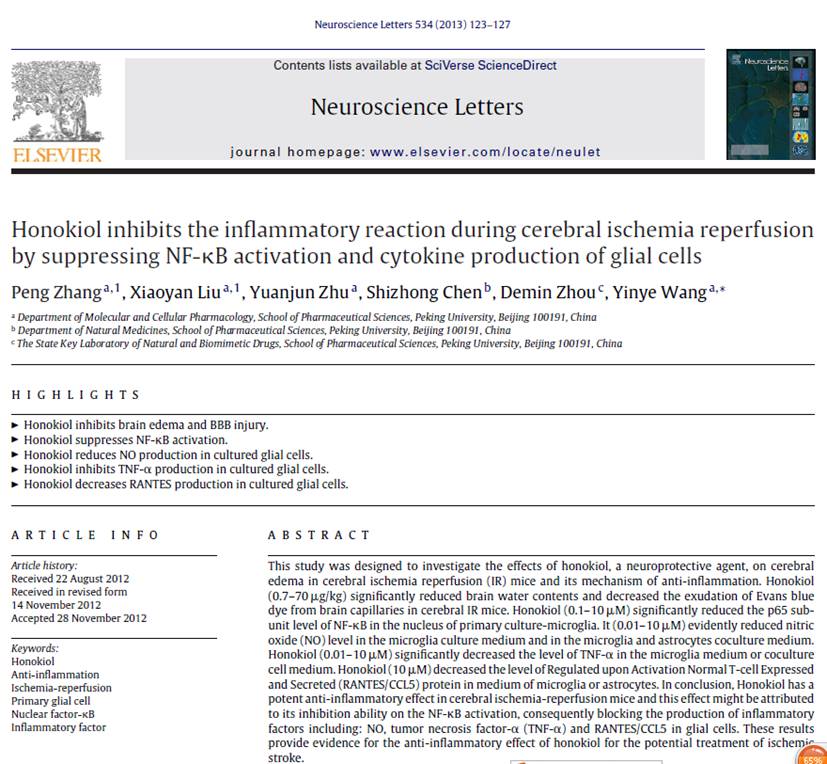 Neuroscience Letters 534 (2013) 123–127
Contents lists available at SciVerse ScienceDirect
Neuroscience Letters
journal homepage: www.elsevier.com/locate/neulet
ELSEVIER
Neuroscience
Letters
Honokiol inhibits the inflammatory reaction during cerebral ischemia reperfusion
by suppressing NF-κB activation and cytokine production of glial cells
Peng Zhang a,1, Xiaoyan Liu a,1, Yuanjun Zhu a, Shizhong Chen b, Demin Zhou c, Yinye Wang a,*
a Department of Molecular and Cellular Pharmacology, School of Pharmaceutical Sciences, Peking University, Beijing 100191, China
b Department of Natural Medicines, School of Pharmaceutical Sciences, Peking University, Beijing 100191, China
c The State Key Laboratory of Natural and Biomimetic Drugs, School of Pharmaceutical Sciences, Peking University, Beijing 100191, China
HIGHLIGHTS
► Honokiol inhibits brain edema and BBB injury.
► Honokiol suppresses NF-κB activation.
► Honokiol reduces NO production in cultured glial cells.
► Honokiol inhibits TNF-α production in cultured glial cells.
► Honokiol decreases RANTES production in cultured glial cells.
ARTICLE INFO
Article history:
Received 22 August 2012
Received in revised form
14 November 2012
Accepted 28 November 2012
Keywords:
Honokiol
Anti-inflammation
Ischemia-reperfusion
Primary glial cell
Nuclear factor-κB
Inflammatory factor
ABSTRACT
This study was designed to investigate the effects of honokiol, a neuroprotective agent, on cerebral
edema in cerebral ischemia reperfusion (IR) mice and its mechanism of anti-inflammation. Honokiol
(0.7–70 μg/kg) significantly reduced brain water contents and decreased the exudation of Evans blue
dye from brain capillaries in cerebral IR mice. Honokiol (0.1–10 μM) significantly reduced the p65 sub-
unit level of NF-κB in the nucleus of primary culture-microglia. It (0.01–10 μM) evidently reduced nitric
oxide (NO) level in the microglia culture medium and in the microglia and astrocytes coculture medium.
Honokiol (0.01–10 μM) significantly decreased the level of TNF-α in the microglia medium or coculture
cell medium. Honokiol (10 μM) decreased the level of Regulated upon Activation Normal T-cell Expressed
and Secreted (RANTES/CCL5) protein in medium of microglia or astrocytes. In conclusion, Honokiol has a
potent anti-inflammatory effect in cerebral ischemia-reperfusion mice and this effect might be attributed
to its inhibition ability on the NF-κB activation, consequently blocking the production of inflammatory
factors including: NO, tumor necrosis factor-α (TNF-α) and RANTES/CCL5 in glial cells. These results
provide evidence for the anti-inflammatory effect of honokiol for the potential treatment of ischemic
stroke.
65%